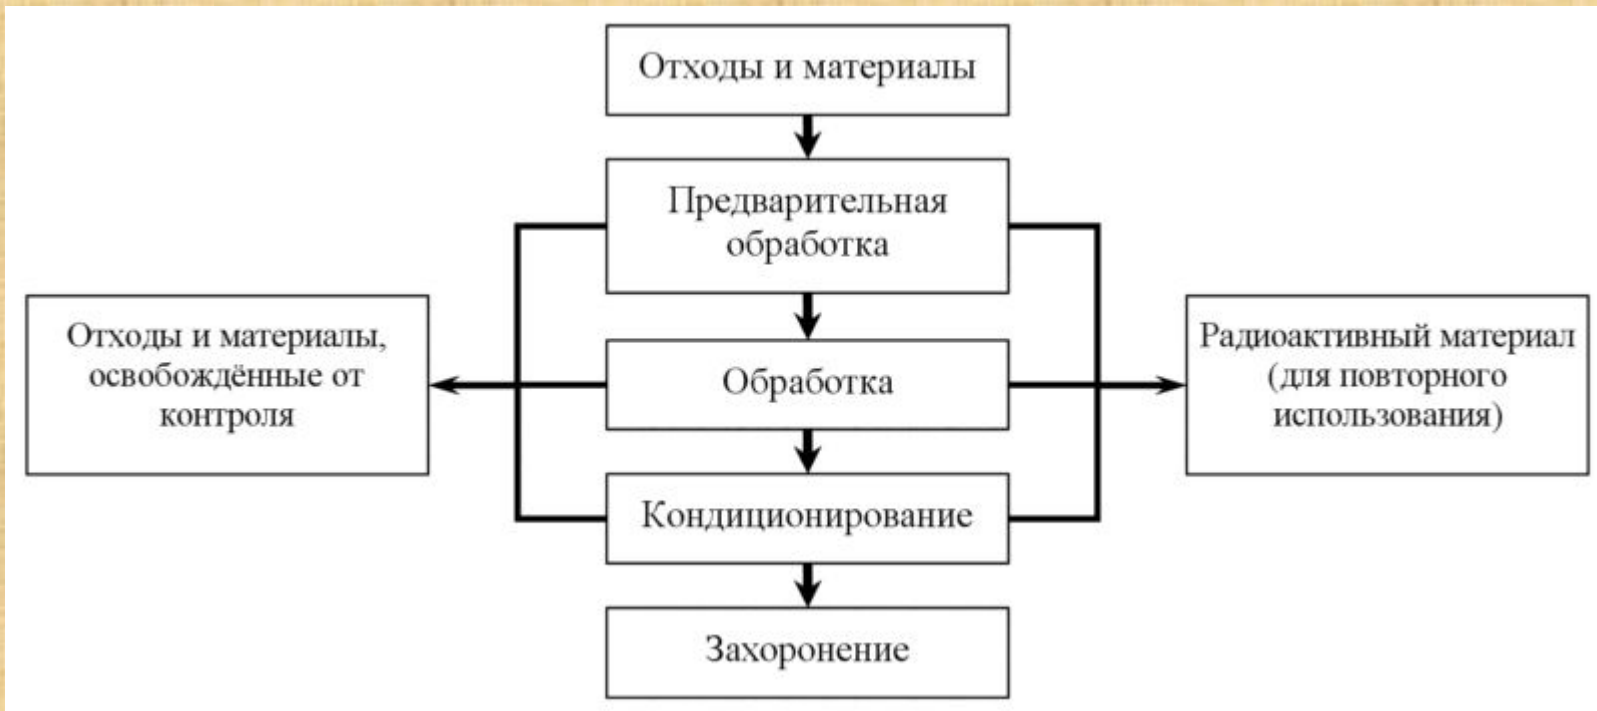 Отходы и материалы
Предварительная
обработка
Отходы и материалы,
освобождённые от
контроля
Обработка
Радиоактивный материал
(для повторного
использования)
Кондиционирование
Захоронение